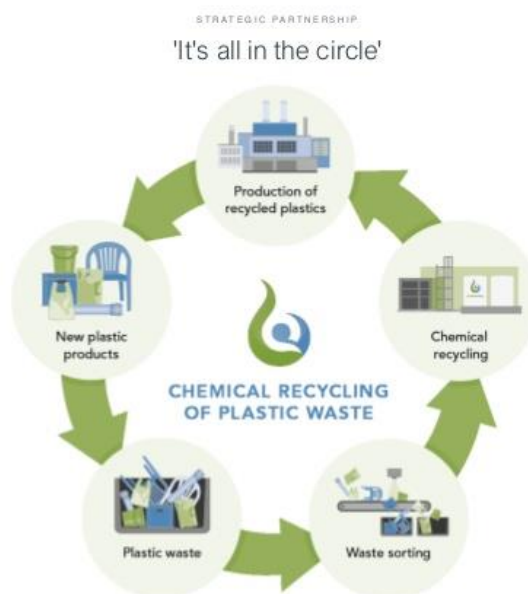 STRATEGIC PARTNERSHIP
'It's all in the circle'
Production of
recycled plastics
New plastic
products
Chemical
recycling
CHEMICAL RECYCLING
OF PLASTIC WASTE
Plastic waste
Waste sorting